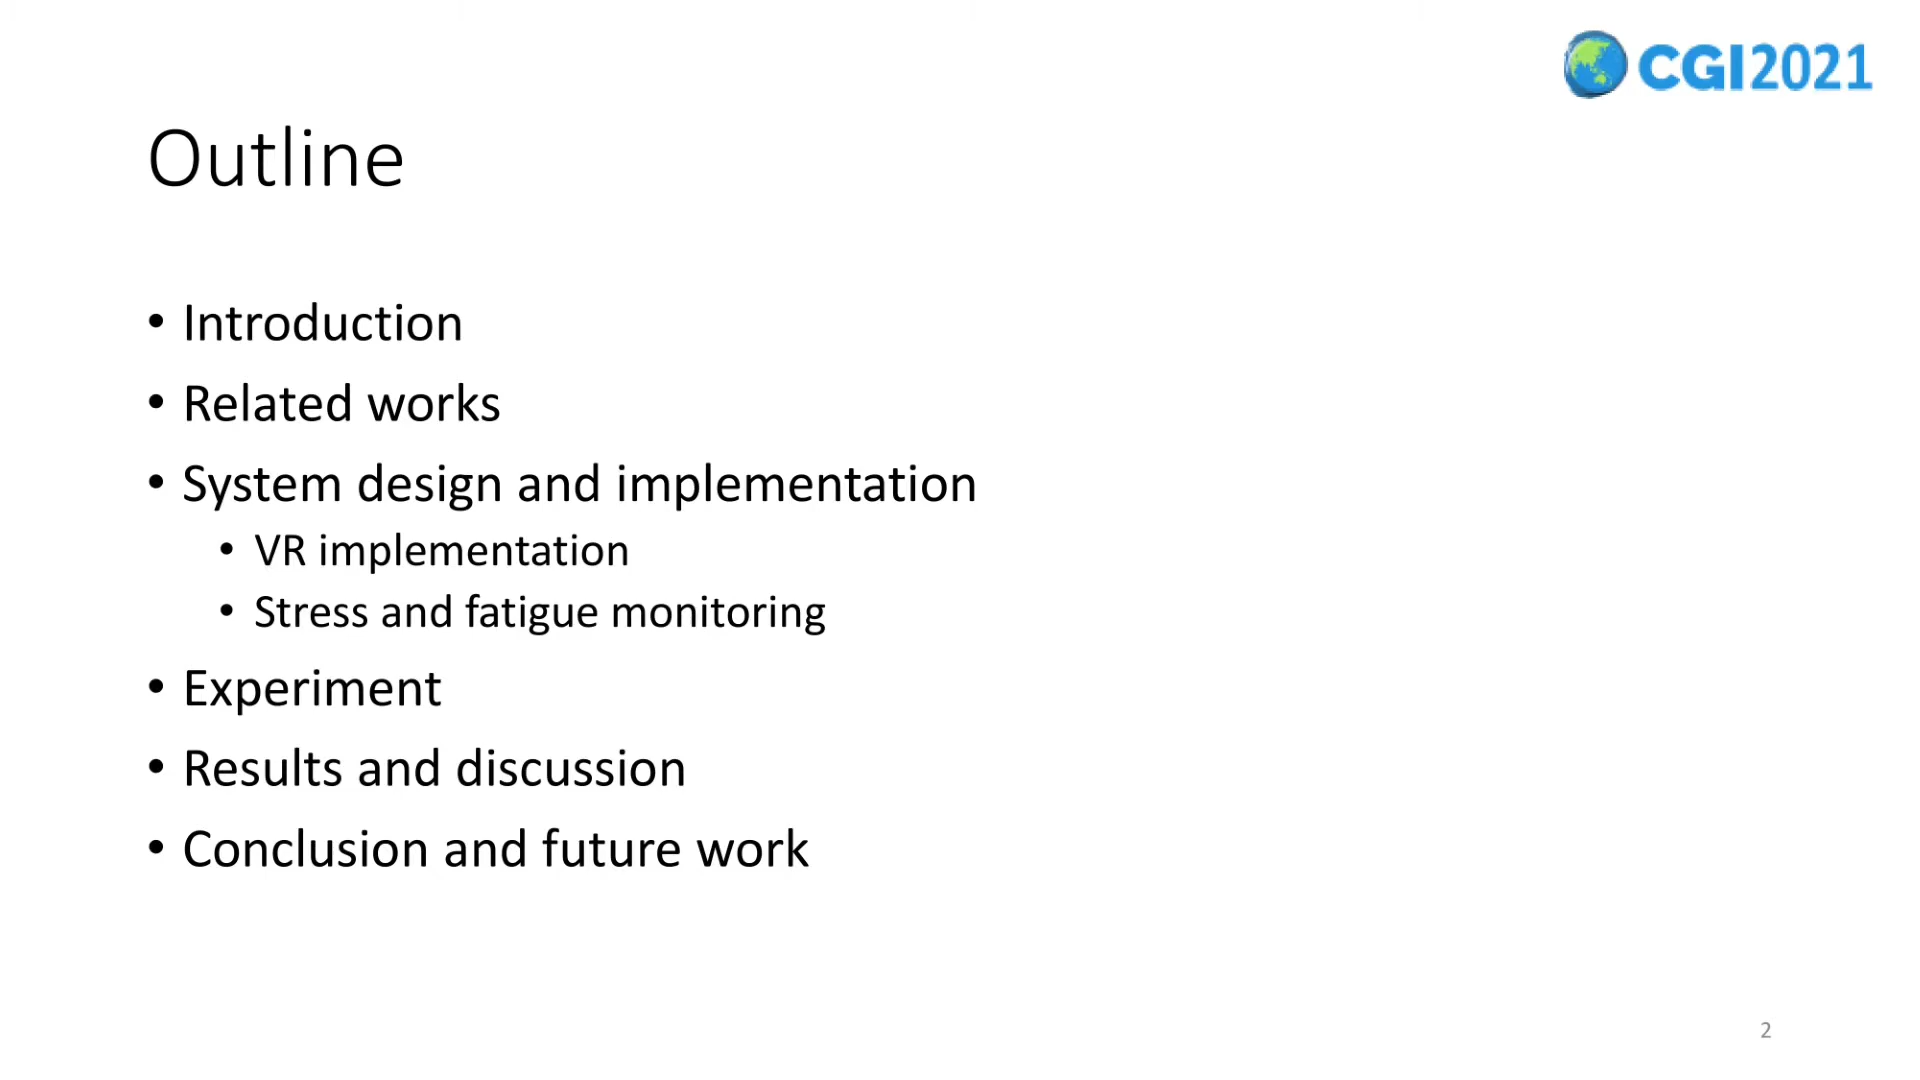 CGI2021
Outline
• Introduction
• Related works
• System design and implementation
• VR implementation
• Stress and fatigue monitoring
• Experiment
• Results and discussion
• Conclusion and future work
2